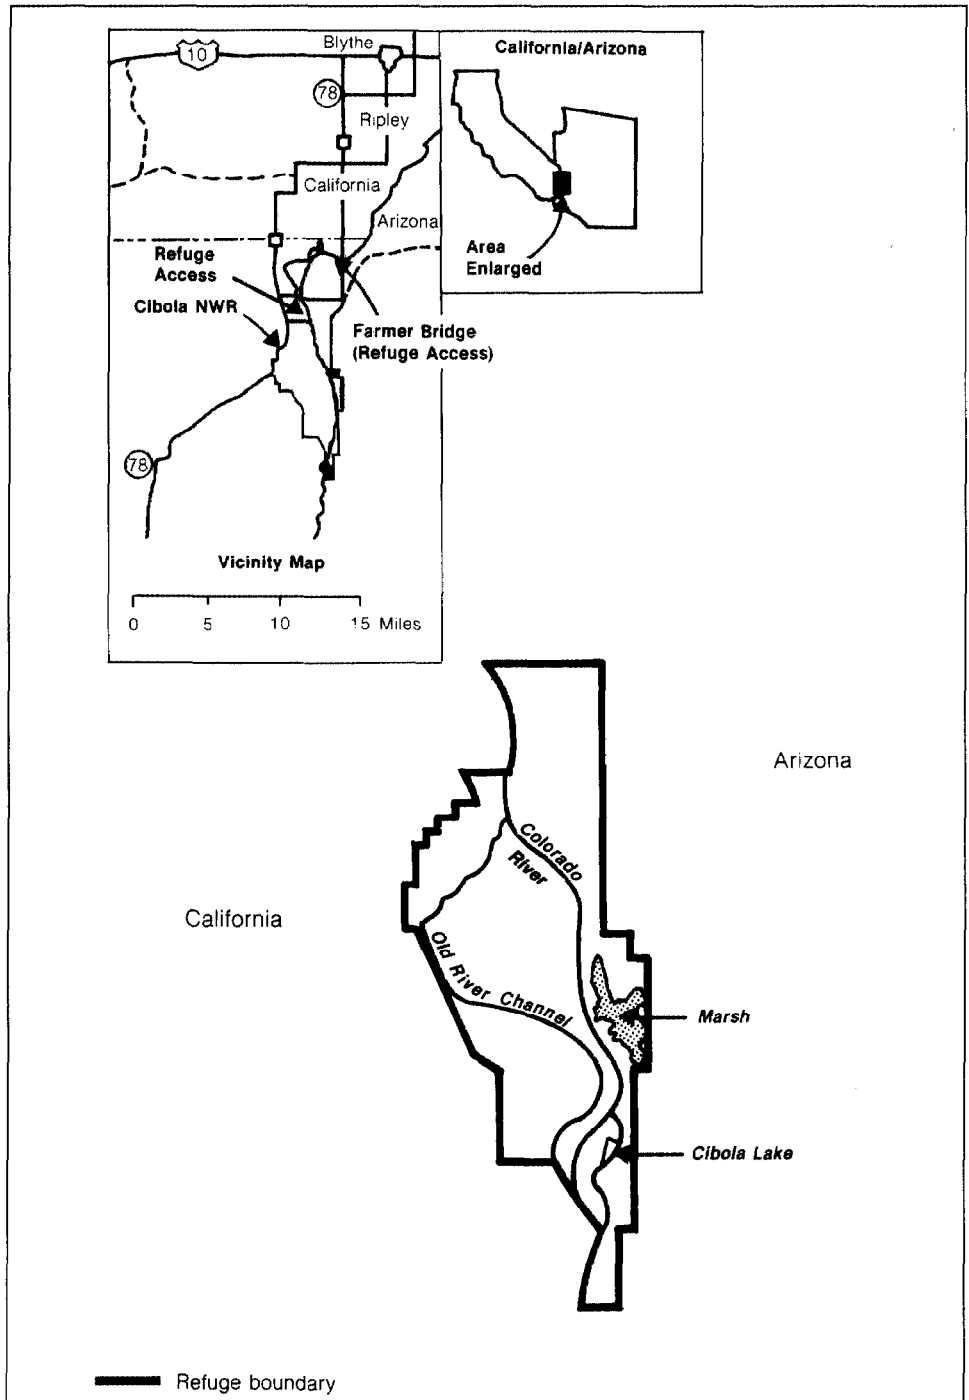 Blythe
10
78
Ripley
California
Arizona
Refuge
Access
Cibola NWR
Farmer Bridge
(Refuge Access)
78
Vicinity Map
0 5 10 15 Miles
California/Arizona
Area
Enlarged
Arizona
California
Colorado
River
Old River Channel
Marsh
Cibola Lake
Refuge boundary